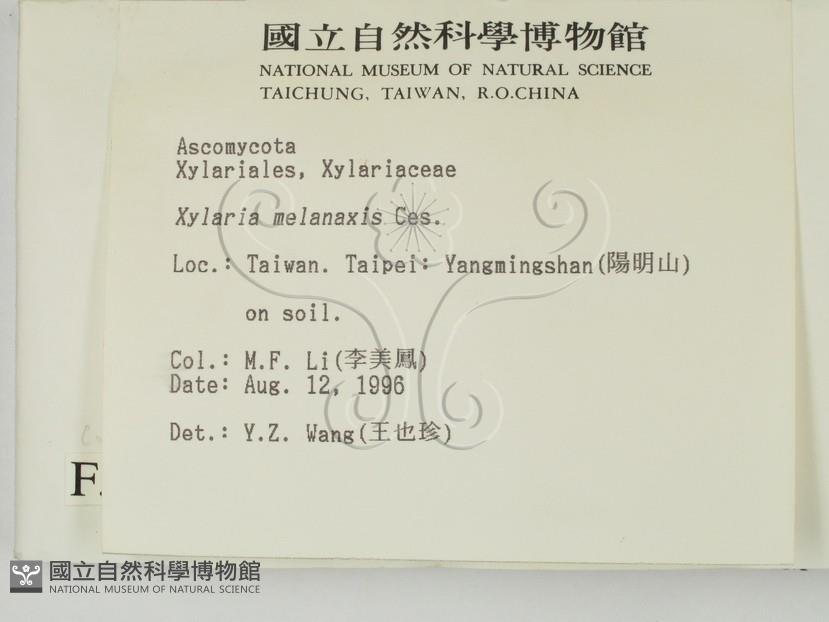 國立自然科學博物館
NATIONAL MUSEUM OF NATURAL SCIENCE
TAICHUNG, TAIWAN, R.O.CHINA
Ascomycota
Xylariales, Xylariaceae
Xylaria melanaxis Ces.
Loc.: Taiwan. Taipei: Yangmingshan(陽明山)
on soil.
Col.: M.F. Li(李美鳳)
Date: Aug. 12, 1996
Det.: Y.Z. Wang(王也珍)
F.
國立自然科學博物館
NATIONAL MUSEUM OF NATURAL SCIENCE